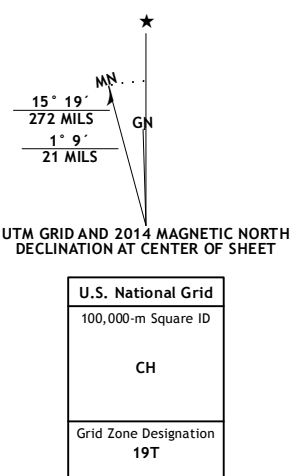 ★
MN
15° 19´
272 MILS
GN
1° 9´
21 MILS
UTM GRID AND 2014 MAGNETIC NORTH
DECLINATION AT CENTER OF SHEET
U.S. National Grid
100,000-m Square ID
CH
Grid Zone Designation
19T